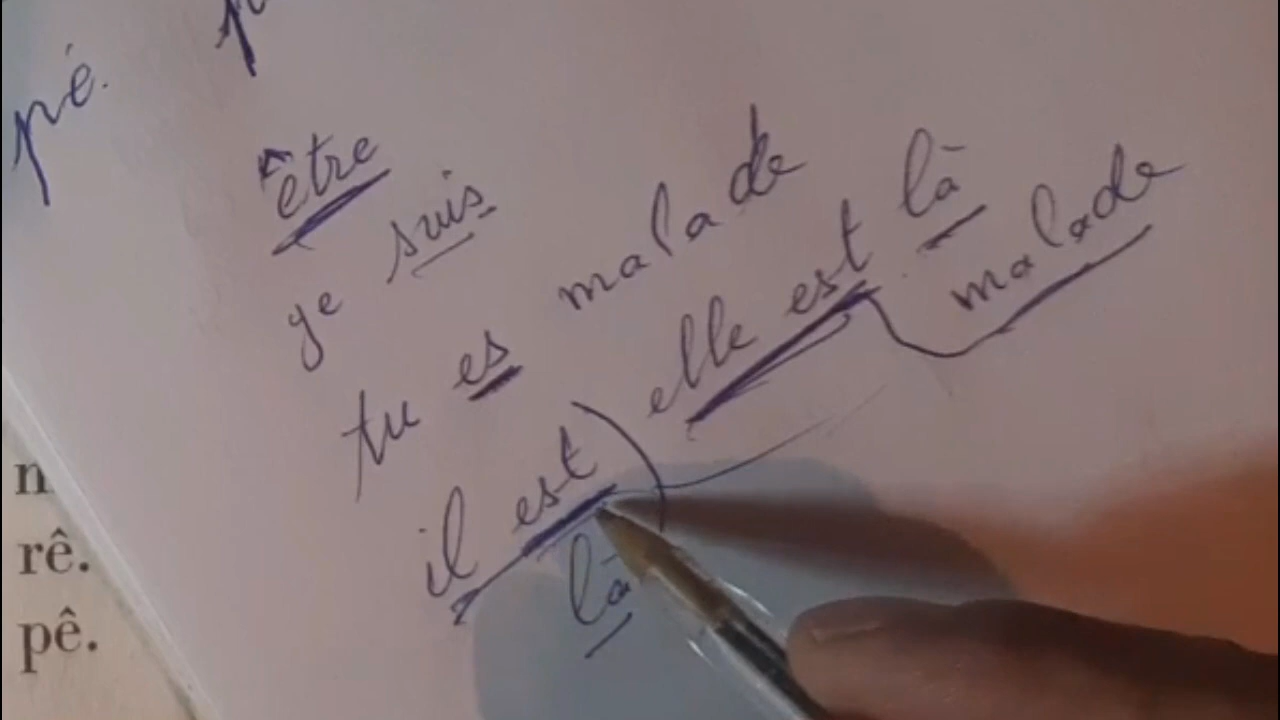 pé.
être
je suis
tu es malade
il est elle est là
là malade
rê.
pê.